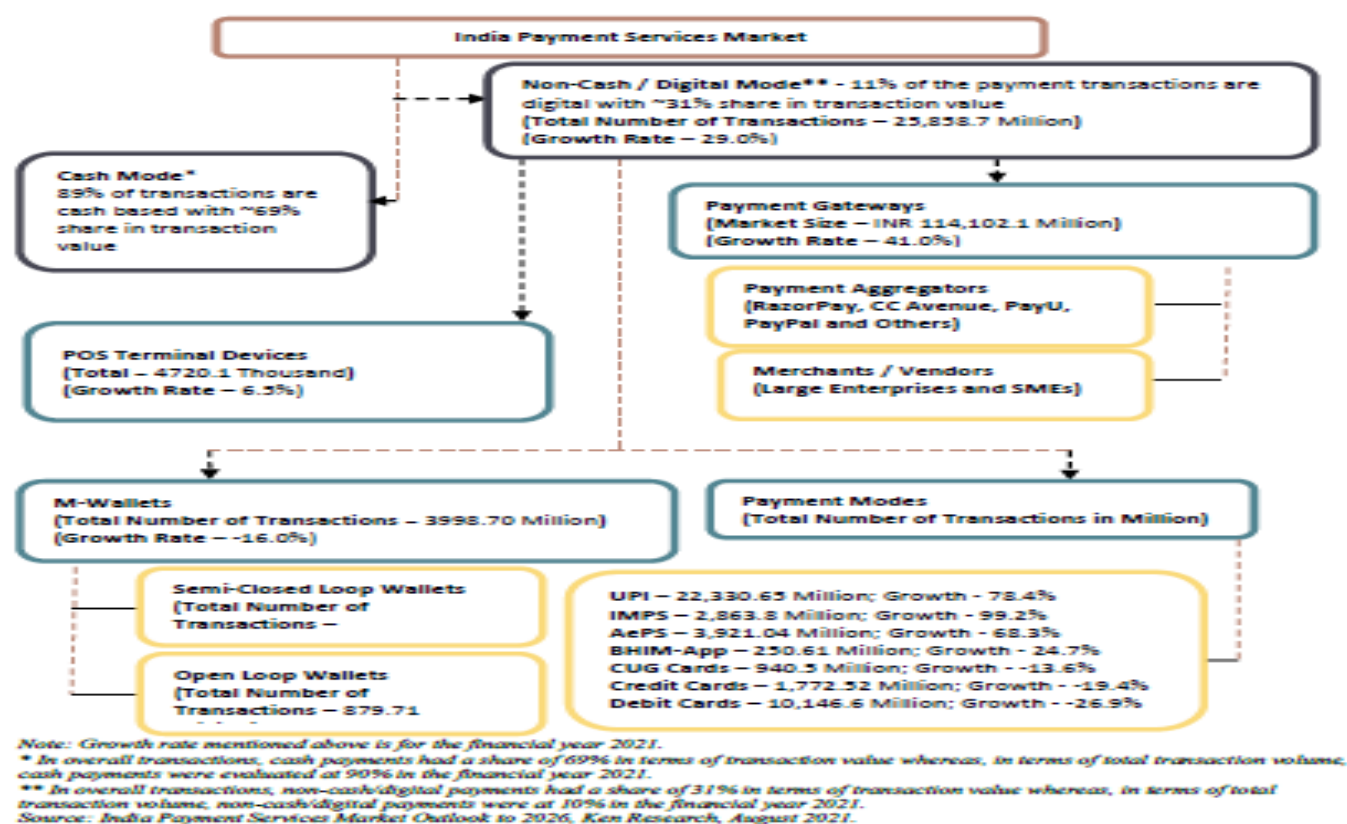 India Payment Services Market
Non-Cash / Digital Mode** - 11% of the payment transactions are
digital with ~31% share in transaction value
(Total Number of Transactions – 25,858.7 Million)
(Growth Rate – 29.0%)
Cash Mode*
89% of transactions are
cash based with ~69%
share in transaction
value
Payment Gateways
(Market Size – INR 114,102.1 Million)
(Growth Rate – 41.0%)
Payment Aggregators
(RazorPay, CC Avenue, PayU,
PayPal and Others)
Merchants / Vendors
(Large Enterprises and SMEs)
POS Terminal Devices
(Total – 4720.1 Thousand)
(Growth Rate – 6.5%)
M-Wallets
(Total Number of Transactions – 3998.70 Million)
(Growth Rate – -16.0%)
Semi-Closed Loop Wallets
(Total Number of
Transactions –
Open Loop Wallets
(Total Number of
Transactions – 879.71
Payment Modes
(Total Number of Transactions in Million)
UPI – 22,330.65 Million; Growth - 78.4%
IMPS – 2,863.8 Million; Growth - 99.2%
AePS – 3,921.04 Million; Growth - 68.3%
BHIM-App – 250.61 Million; Growth - 24.7%
CUG Cards – 940.5 Million; Growth - -13.6%
Credit Cards – 1,772.52 Million; Growth - -19.4%
Debit Cards – 10,146.6 Million; Growth - -26.9%
Note: Growth rate mentioned above is for the financial year 2021.
* In overall transactions, cash payments had a share of 69% in terms of transaction value whereas, in terms of total transaction volume,
cash payments were evaluated at 90% in the financial year 2021.
** In overall transactions, non-cash/digital payments had a share of 31% in terms of transaction value whereas, in terms of total
transaction volume, non-cash/digital payments were at 10% in the financial year 2021.
Source: India Payment Services Market Outlook to 2026, Ken Research, August 2021.